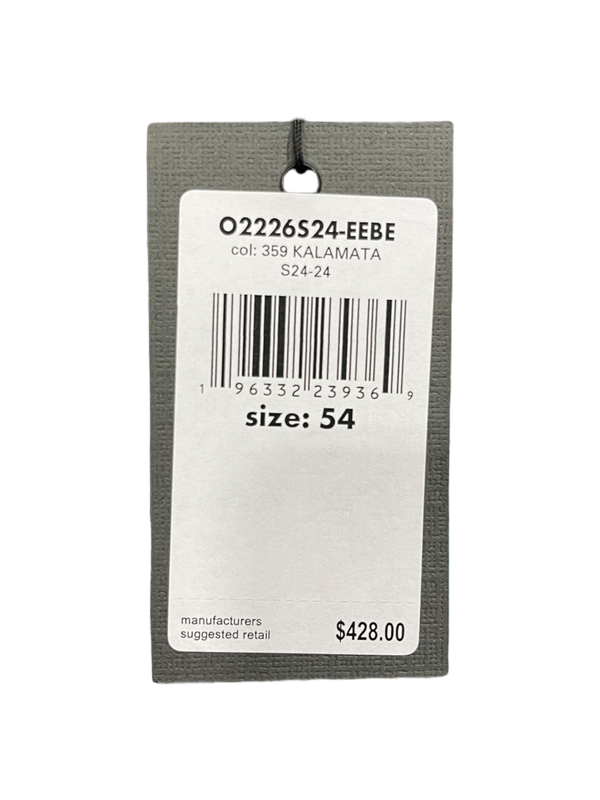 O2226S24-EEBE
col: 359 KALAMATA
S24-24
1 96332 23936 9
size: 54
manufacturers
suggested retail $428.00